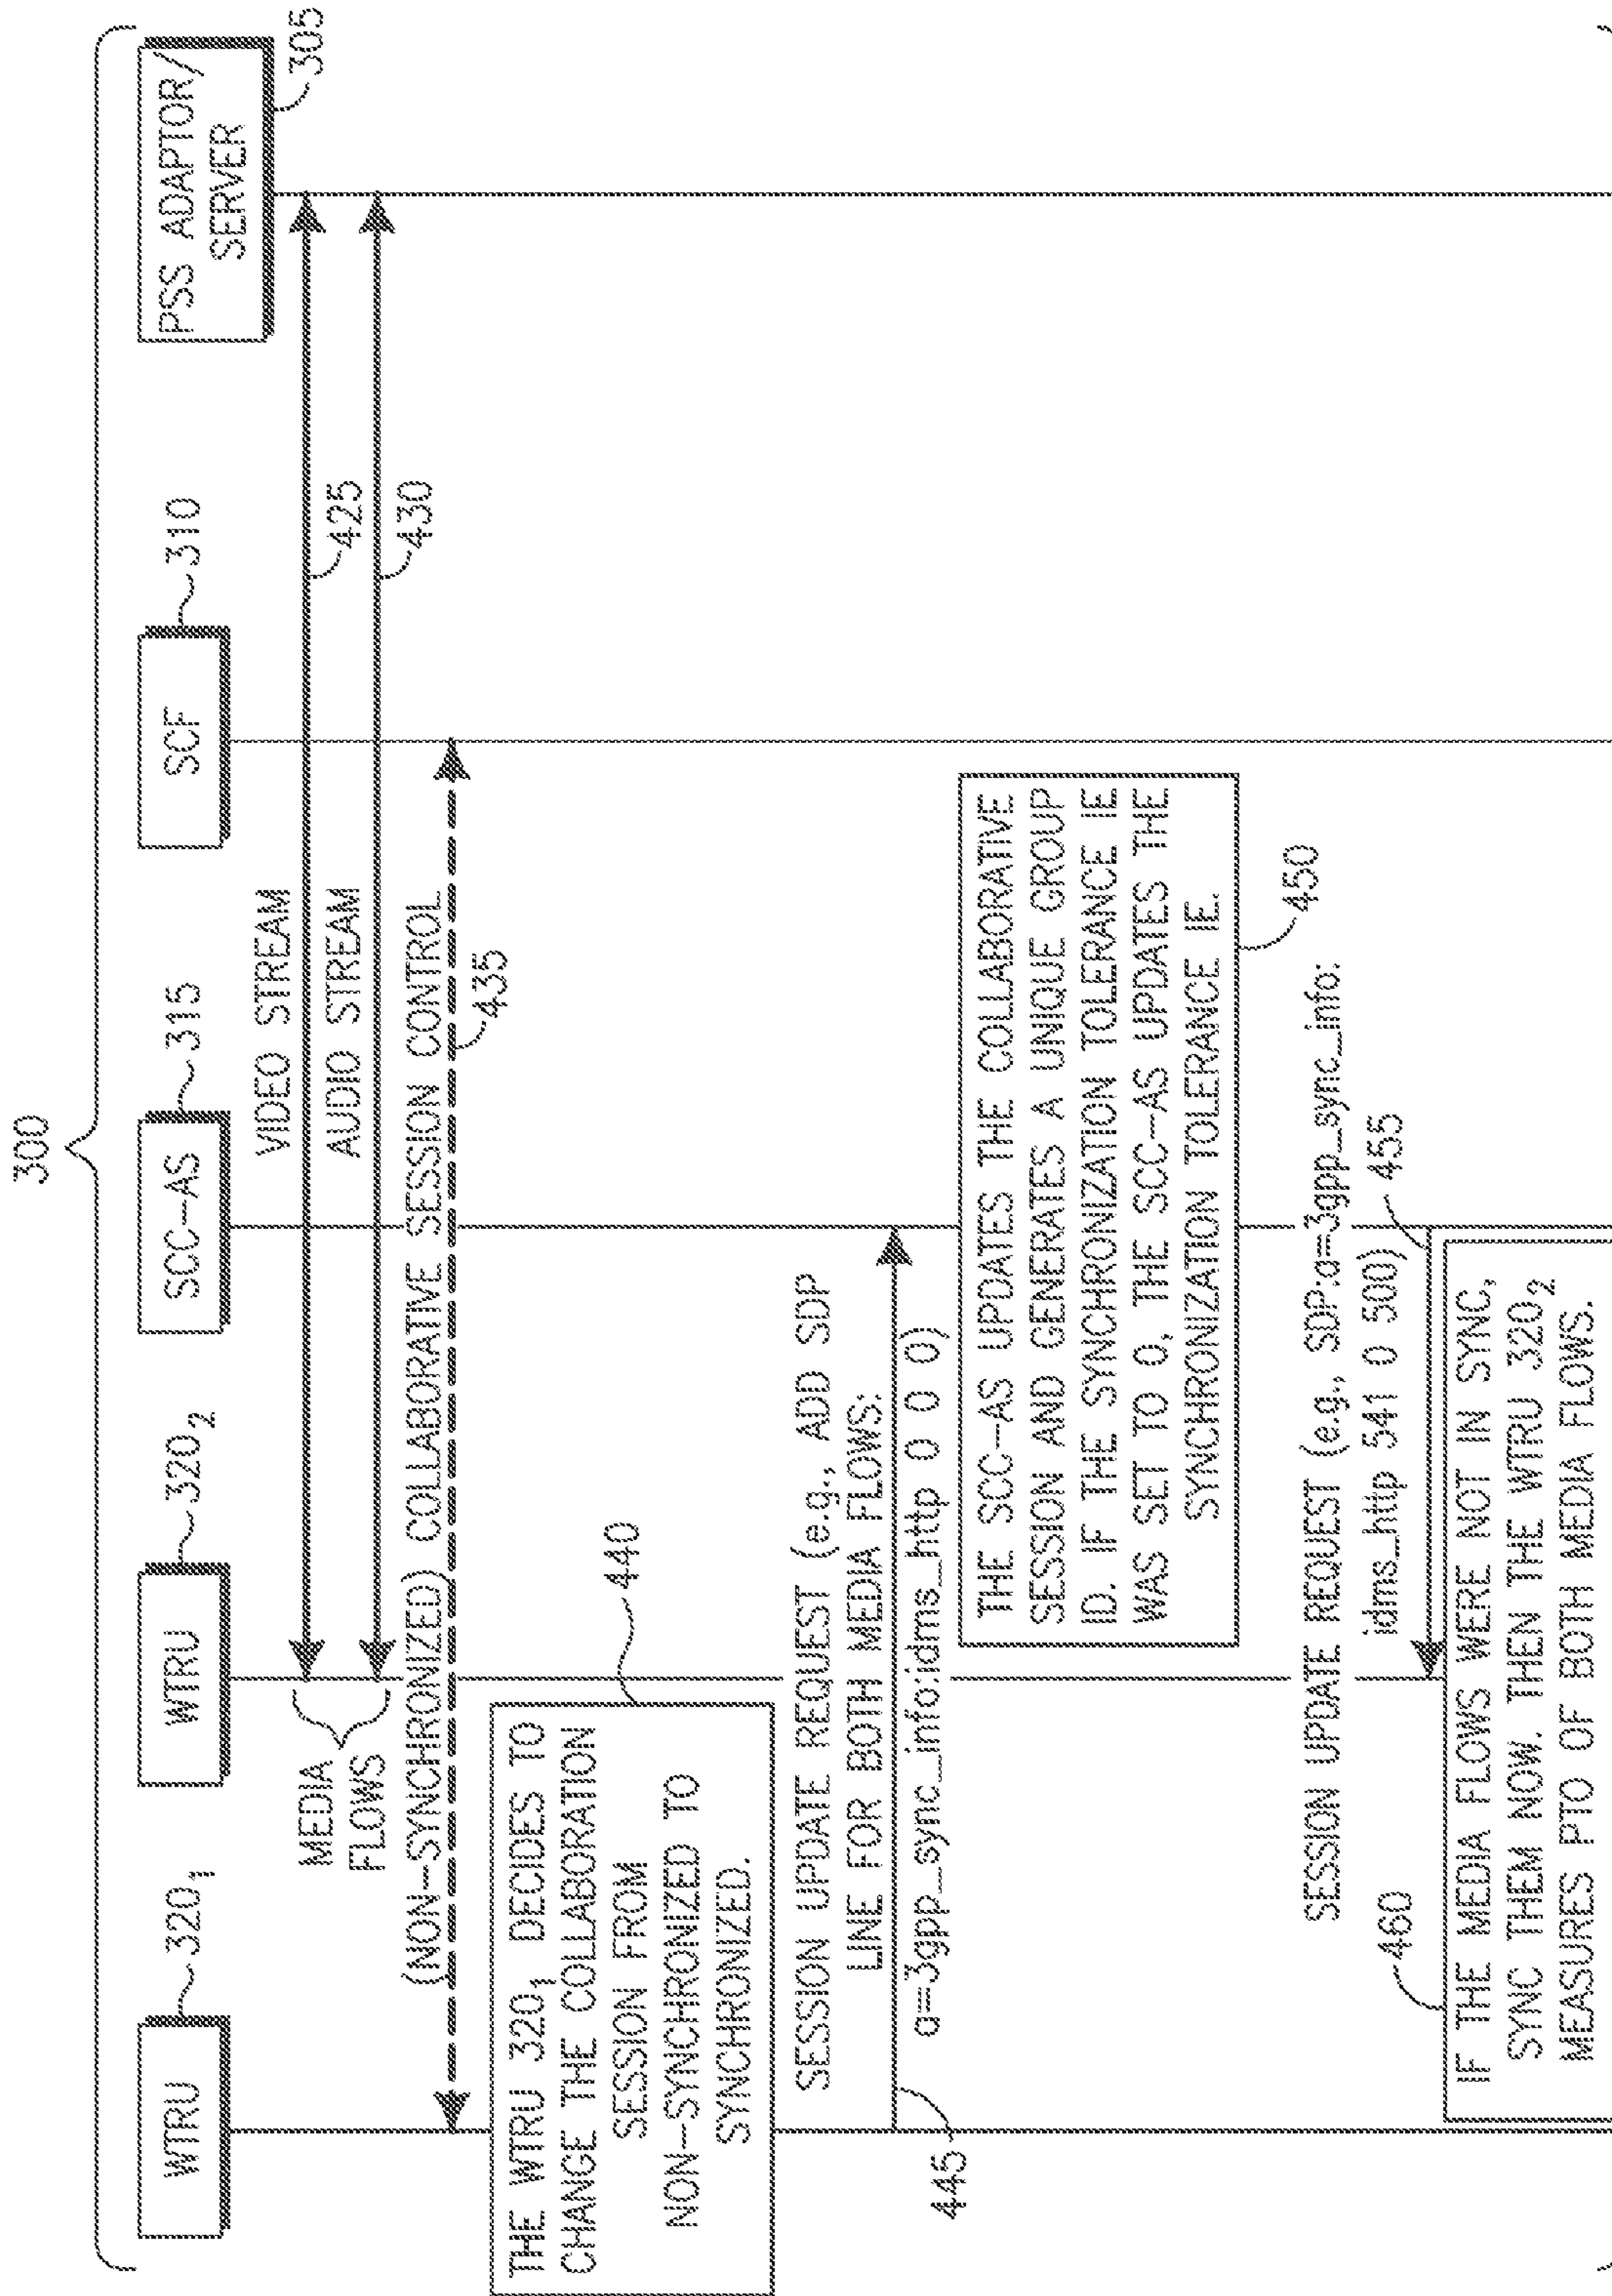 300
WTRU
320₁
WTRU
320₂
SCC-AS
315
SCF
310
PSS ADAPTOR/
SERVER
305
MEDIA
FLOWS
VIDEO STREAM
425
AUDIO STREAM
430
(NON-SYNCHRONIZED) COLLABORATIVE SESSION CONTROL
435
THE WTRU 320₁ DECIDES TO
CHANGE THE COLLABORATION
SESSION FROM
NON-SYNCHRONIZED TO
SYNCHRONIZED.
440
SESSION UPDATE REQUEST (e.g., ADD SDP
LINE FOR BOTH MEDIA FLOWS:
a=3gpp_sync_info:idms_http 0 0 0)
445
THE SCC-AS UPDATES THE COLLABORATIVE
SESSION AND GENERATES A UNIQUE GROUP
ID. IF THE SYNCHRONIZATION TOLERANCE IE
WAS SET TO 0, THE SCC-AS UPDATES THE
SYNCHRONIZATION TOLERANCE IE.
450
SESSION UPDATE REQUEST (e.g., SDP:a=3gpp_sync_info:
idms_http 541 0 500)
455
460
IF THE MEDIA FLOWS WERE NOT IN SYNC,
SYNC THEM NOW. THEN THE WTRU 320₂
MEASURES PTO OF BOTH MEDIA FLOWS.